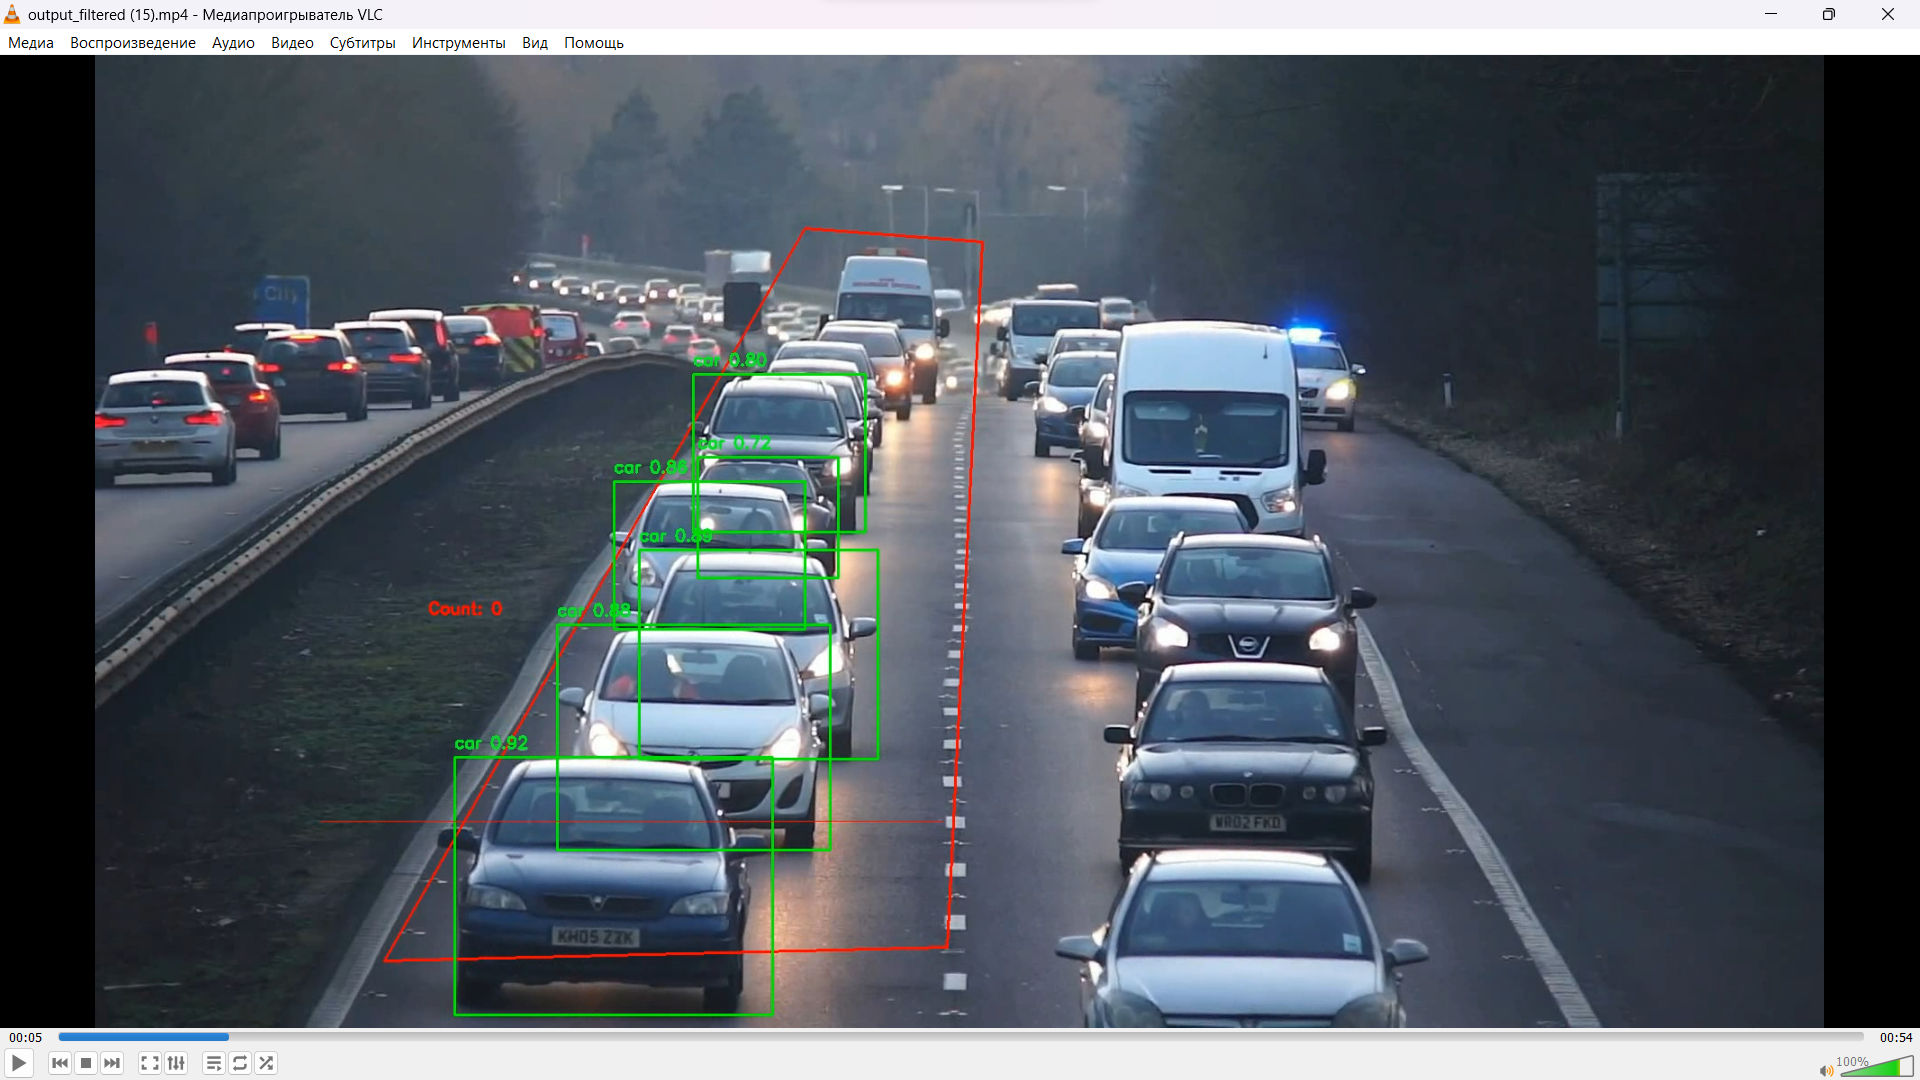 output_filtered (15).mp4 - Медиапроигрыватель VLC
Медиа Воспроизведение Аудио Видео Субтитры Инструменты Вид Помощь
City
car 0.80
car 0.72
car 0.86
car 0.89
Count: 0
car 0.88
car 0.92
WR02 FKD
KH05 ZZK
00:05
00:54
100%